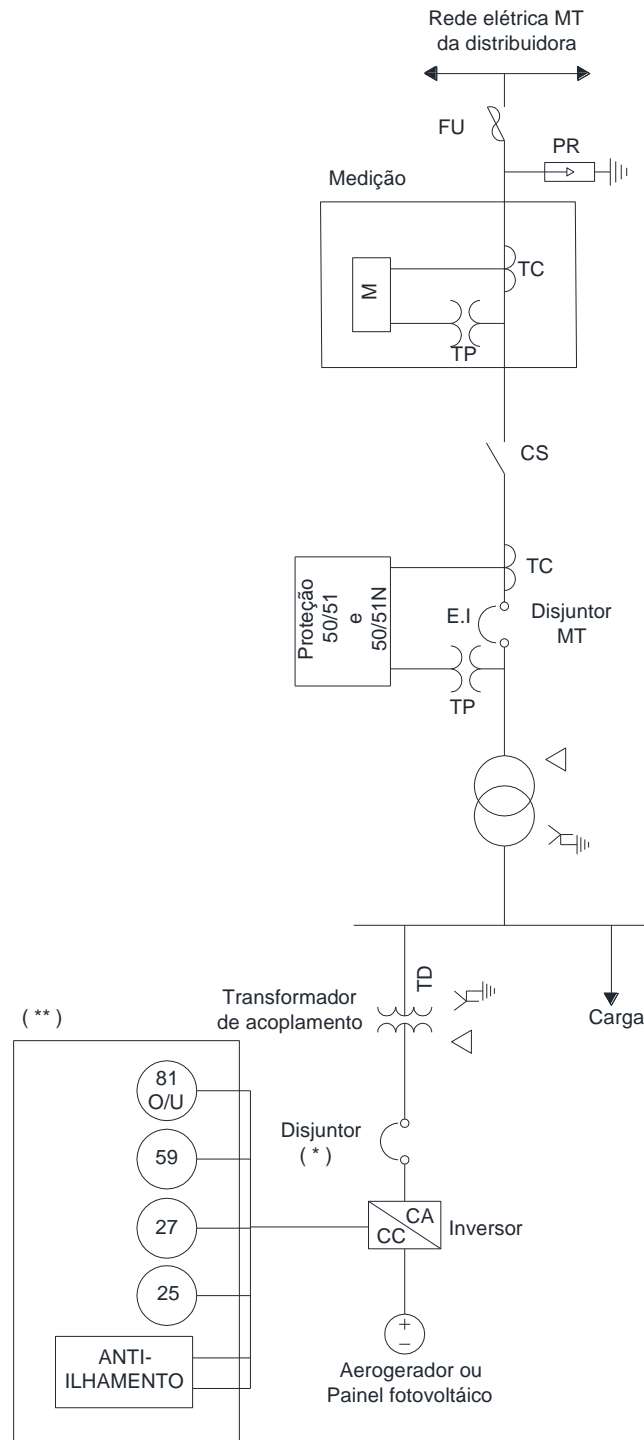 Rede elétrica MT
da distribuidora
FU
PR
Medição
TC
M
TP
CS
TC
Proteção
50/51
e
50/51N
E.I
Disjuntor
MT
TP
TD
Transformador
de acoplamento
Carga
( ** )
81
O/U
Disjuntor
( * )
59
CA
CC
Inversor
27
25
ANTI-
ILHAMENTO
Aerogerador ou
Painel fotovoltáico